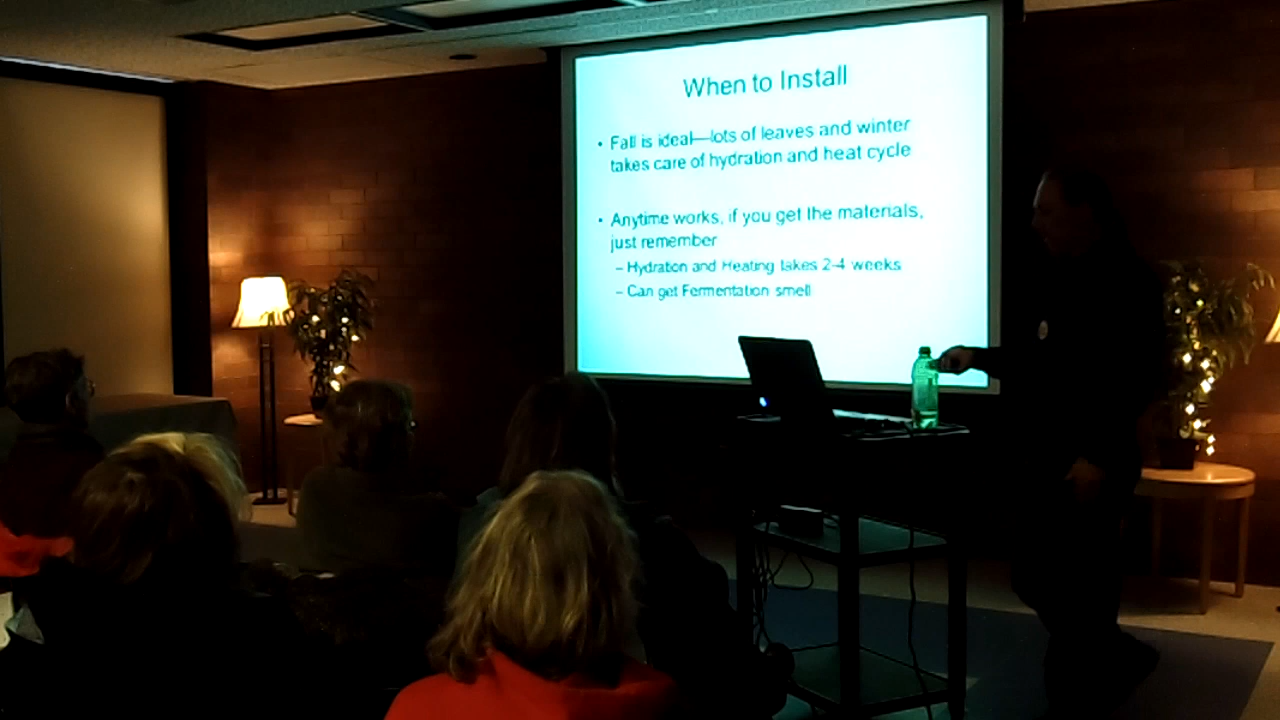 When to Install
• Fall is ideal—lots of leaves and winter
takes care of hydration and heat cycle
• Anytime works, if you get the materials,
just remember
– Hydration and Heating takes 2-4 weeks
– Can get Fermentation smell